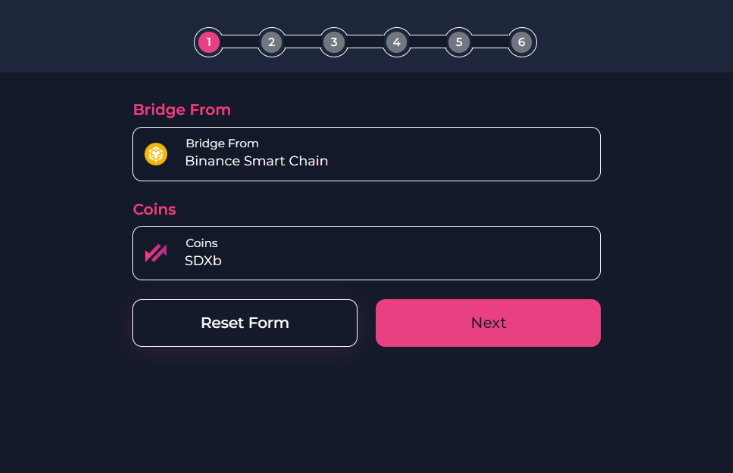 1 2 3 4 5 6
Bridge From
Bridge From
Binance Smart Chain
Coins
Coins
SDXb
Reset Form Next